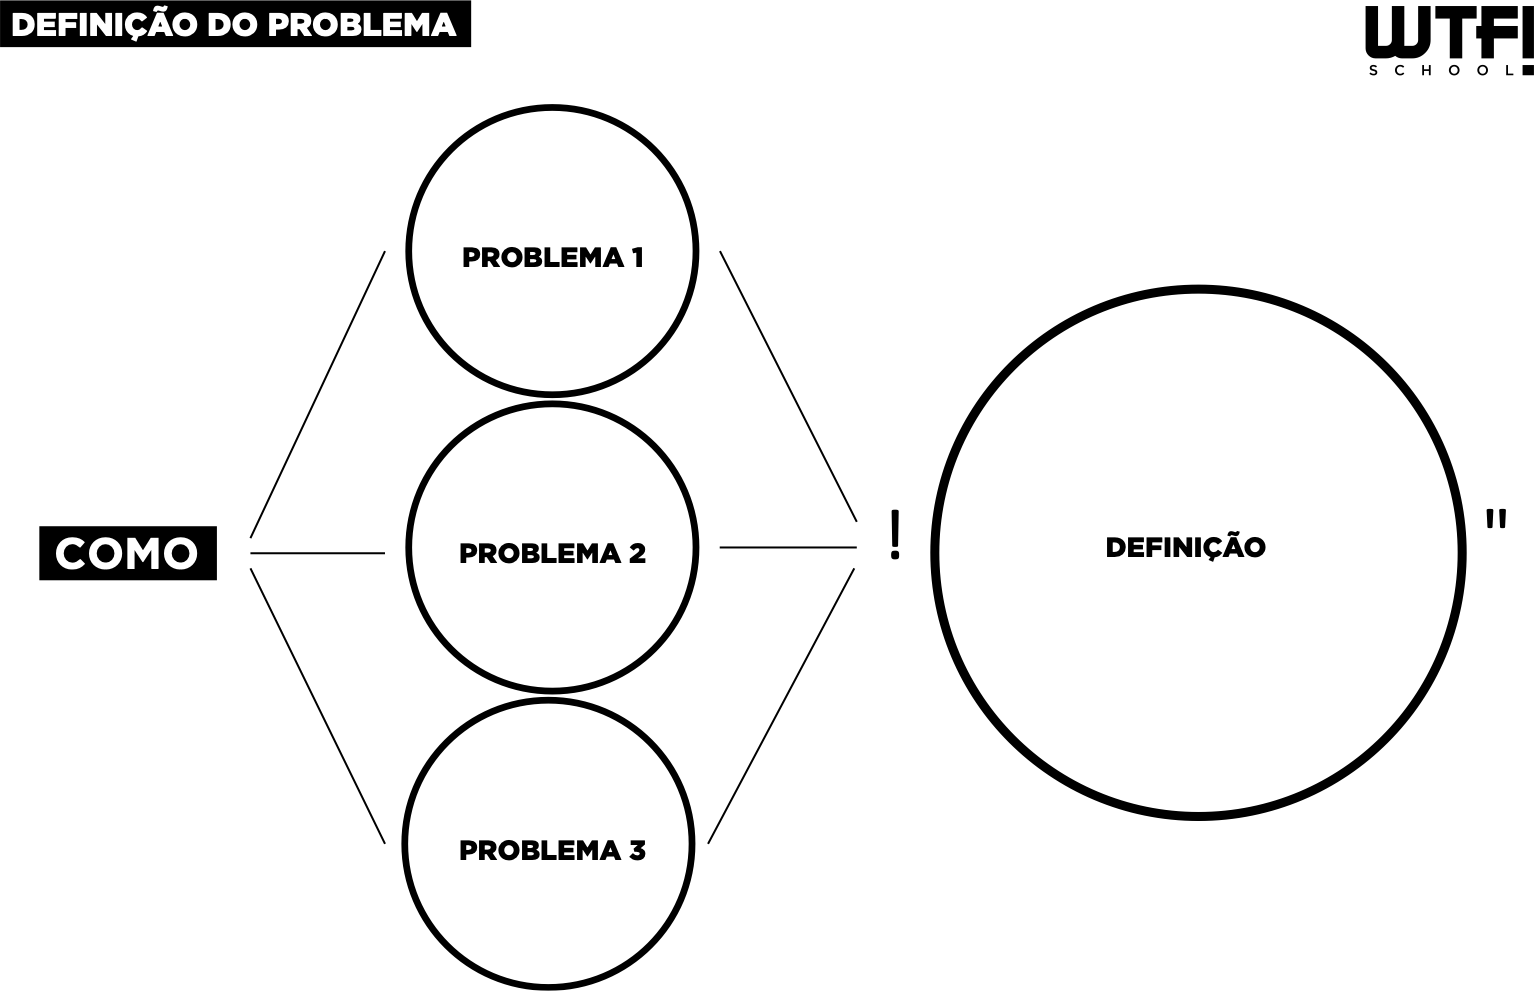 DEFINIÇÃO DO PROBLEMA
WTF!
SCHOOL
PROBLEMA 1
COMO
PROBLEMA 2
!
DEFINIÇÃO
"
PROBLEMA 3